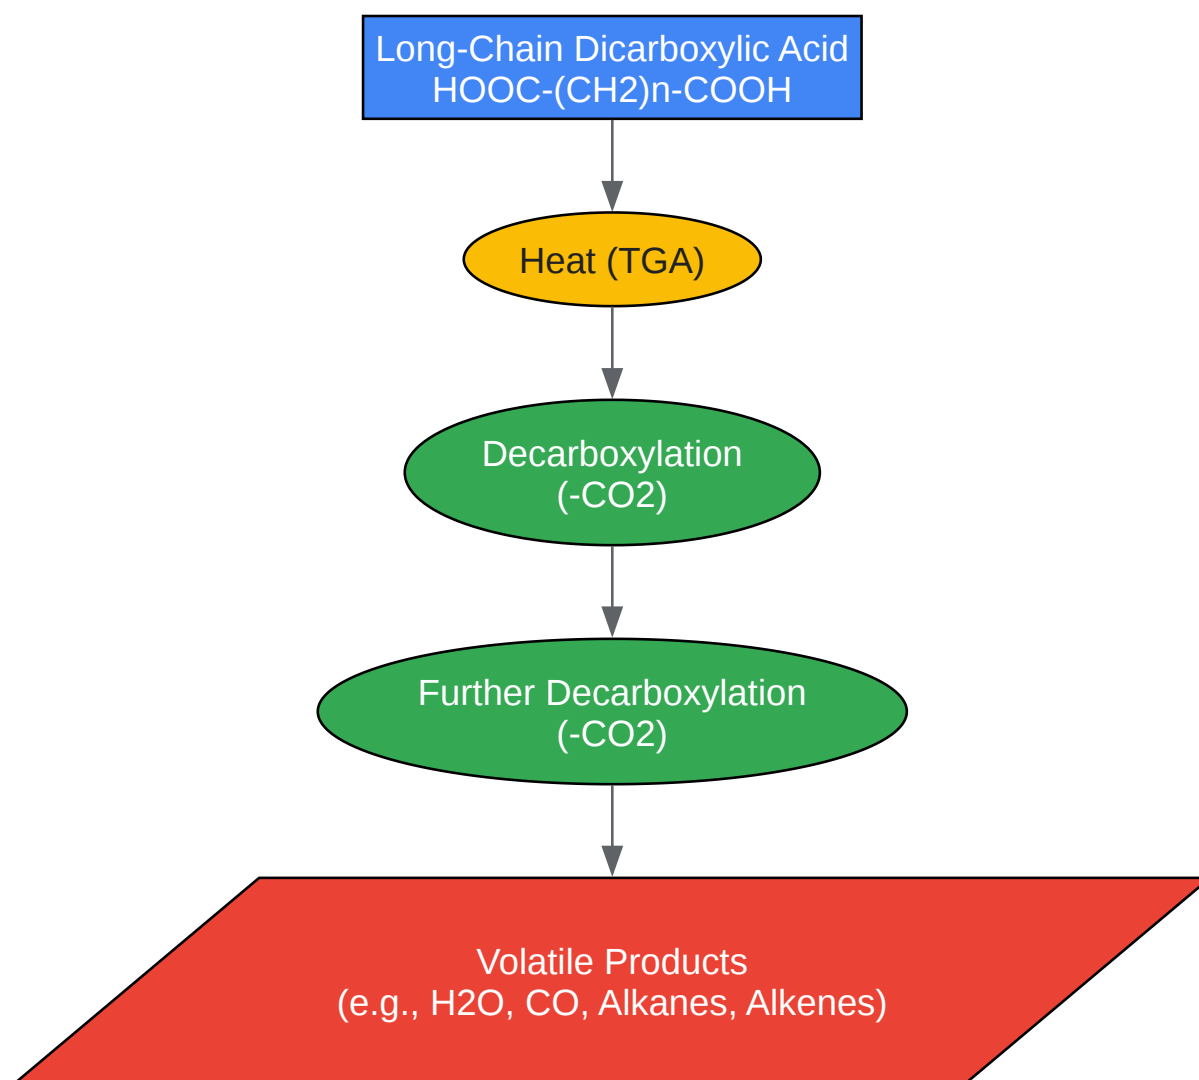 Long-Chain Dicarboxylic Acid
HOOC-(CH2)n-COOH
Heat (TGA)
Decarboxylation
(-CO2)
Further Decarboxylation
(-CO2)
Volatile Products
(e.g., H2O, CO, Alkanes, Alkenes)